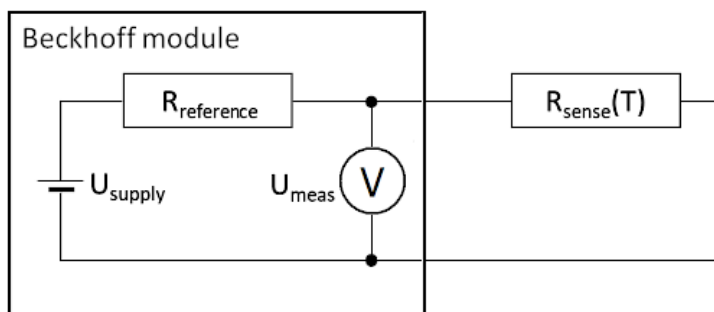 Beckhoff module
Rreference
Rsense(T)
Usupply
Umeas
V